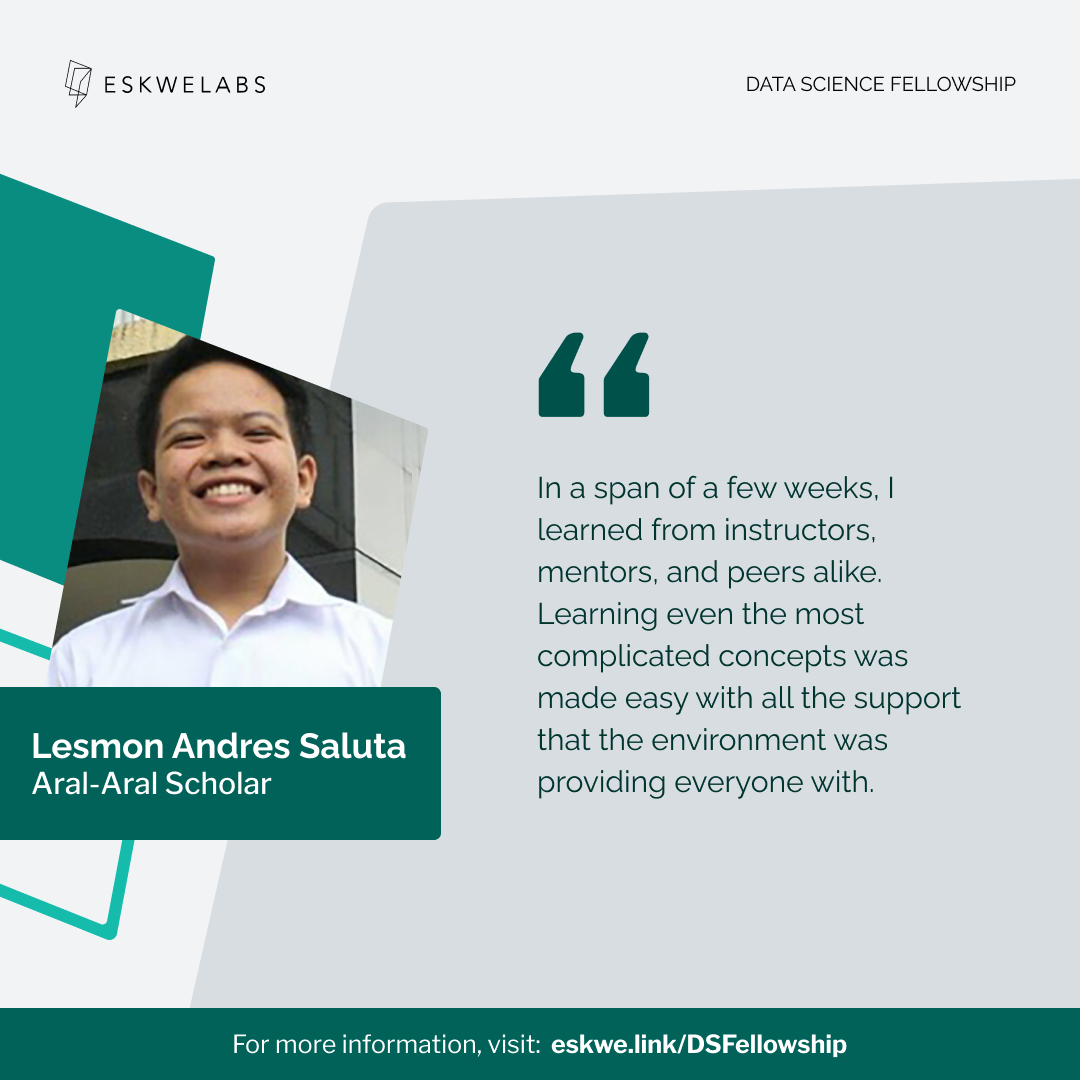 ESKWELABS
DATA SCIENCE FELLOWSHIP
In a span of a few weeks, I
learned from instructors,
mentors, and peers alike.
Learning even the most
complicated concepts was
made easy with all the support
that the environment was
providing everyone with.
Lesmon Andres Saluta
Aral-Aral Scholar
For more information, visit: eskwe.link/DSFellowship